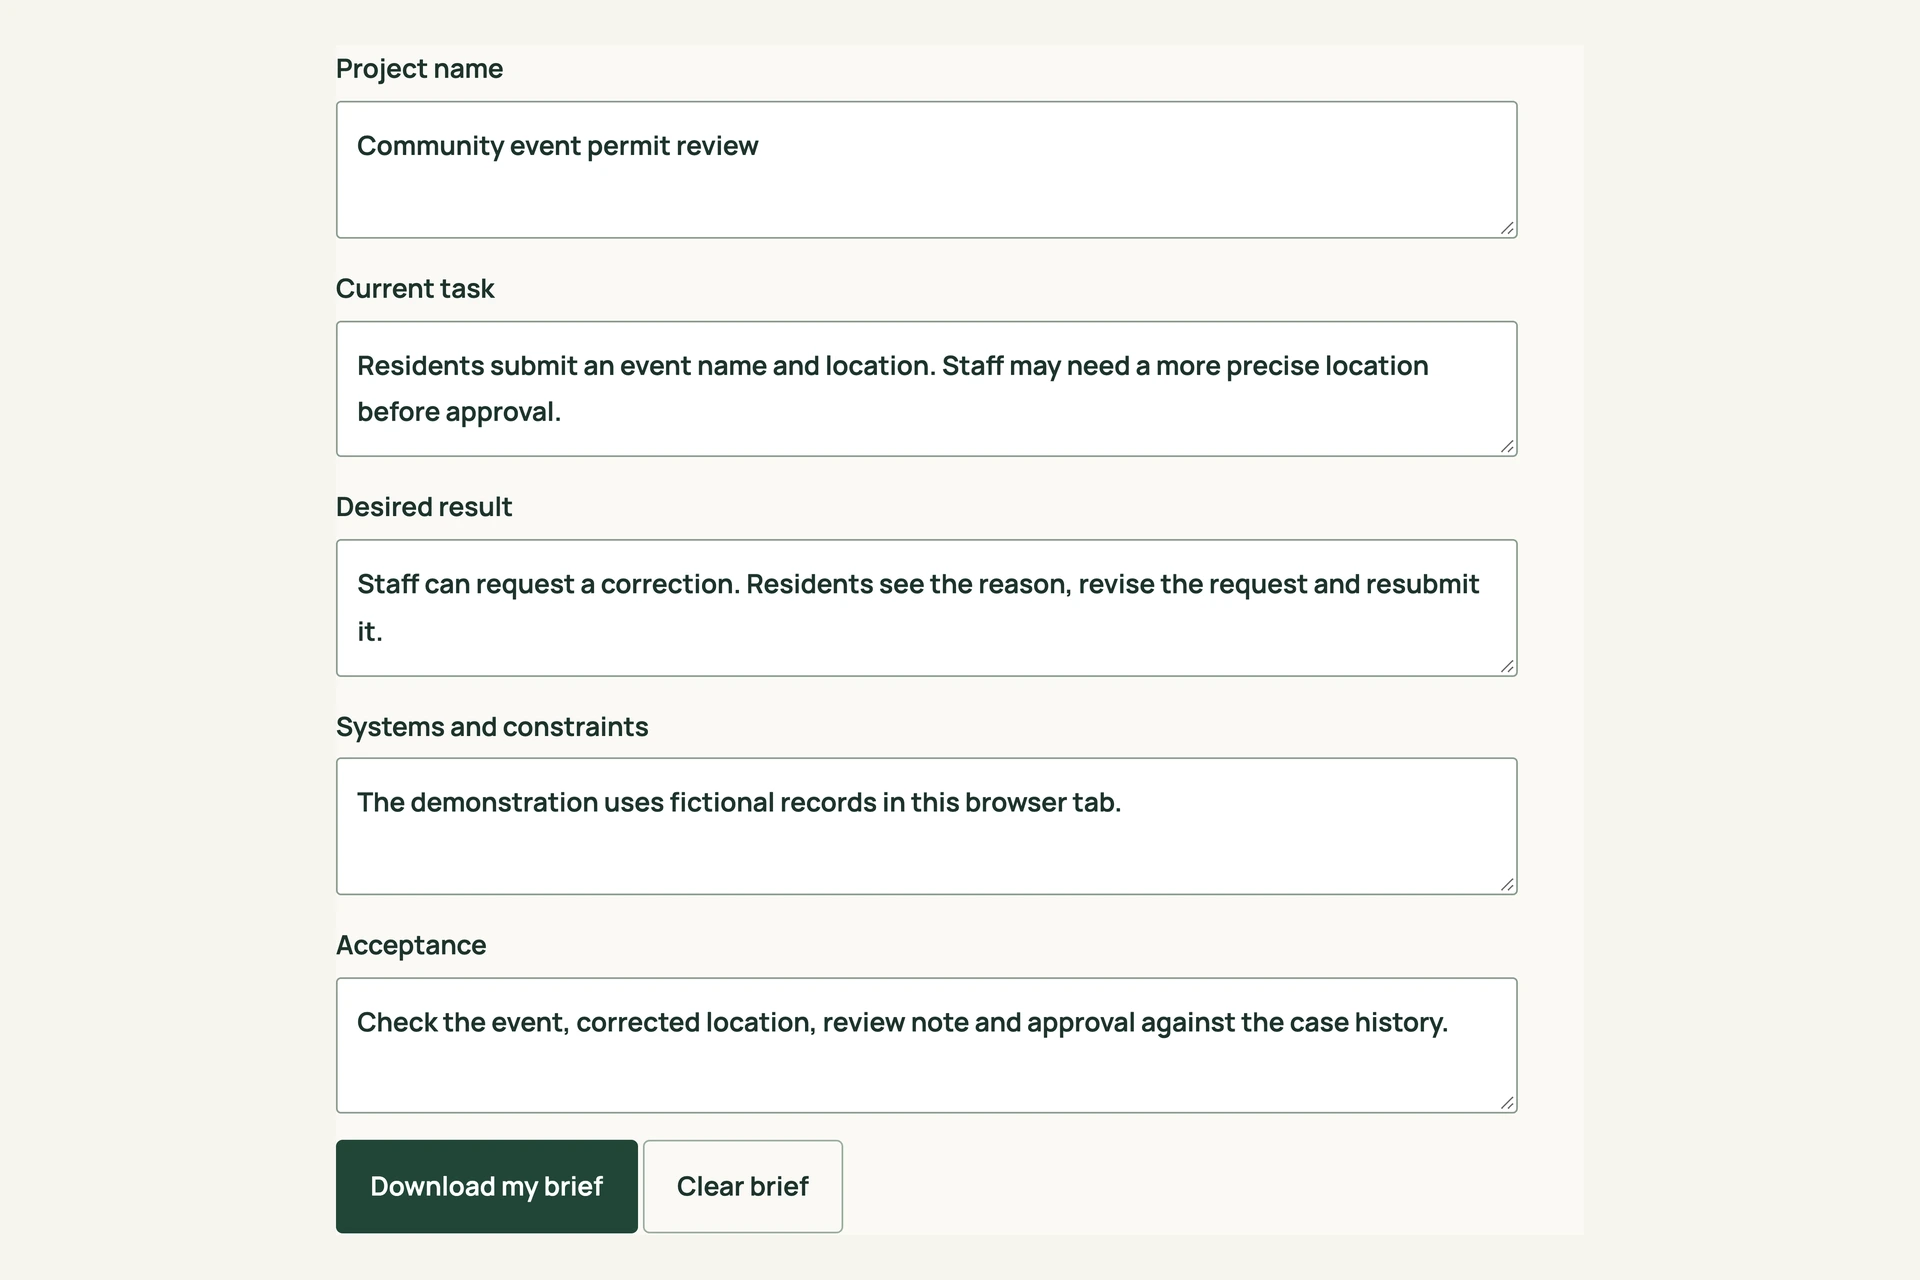 Project name
Community event permit review
Current task
Residents submit an event name and location. Staff may need a more precise location
before approval.
Desired result
Staff can request a correction. Residents see the reason, revise the request and resubmit
it.
Systems and constraints
The demonstration uses fictional records in this browser tab.
Acceptance
Check the event, corrected location, review note and approval against the case history.
Download my brief
Clear brief